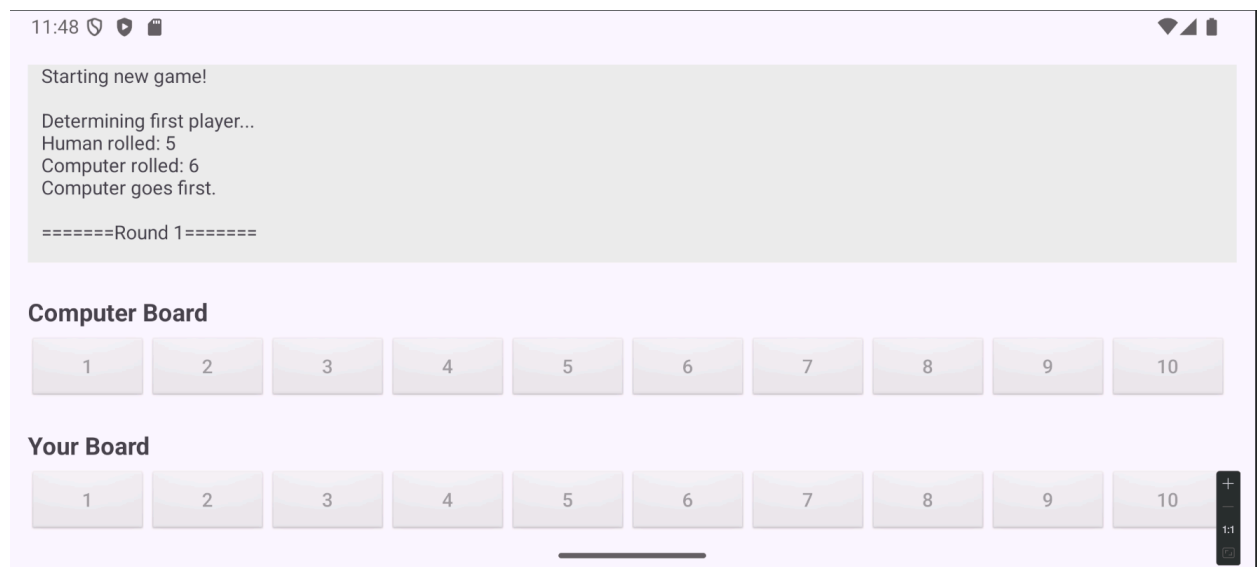 11:48
Starting new game!
Determining first player...
Human rolled: 5
Computer rolled: 6
Computer goes first.
=======Round 1=======
Computer Board
1 2 3 4 5 6 7 8 9 10
Your Board
1 2 3 4 5 6 7 8 9 10
1:1